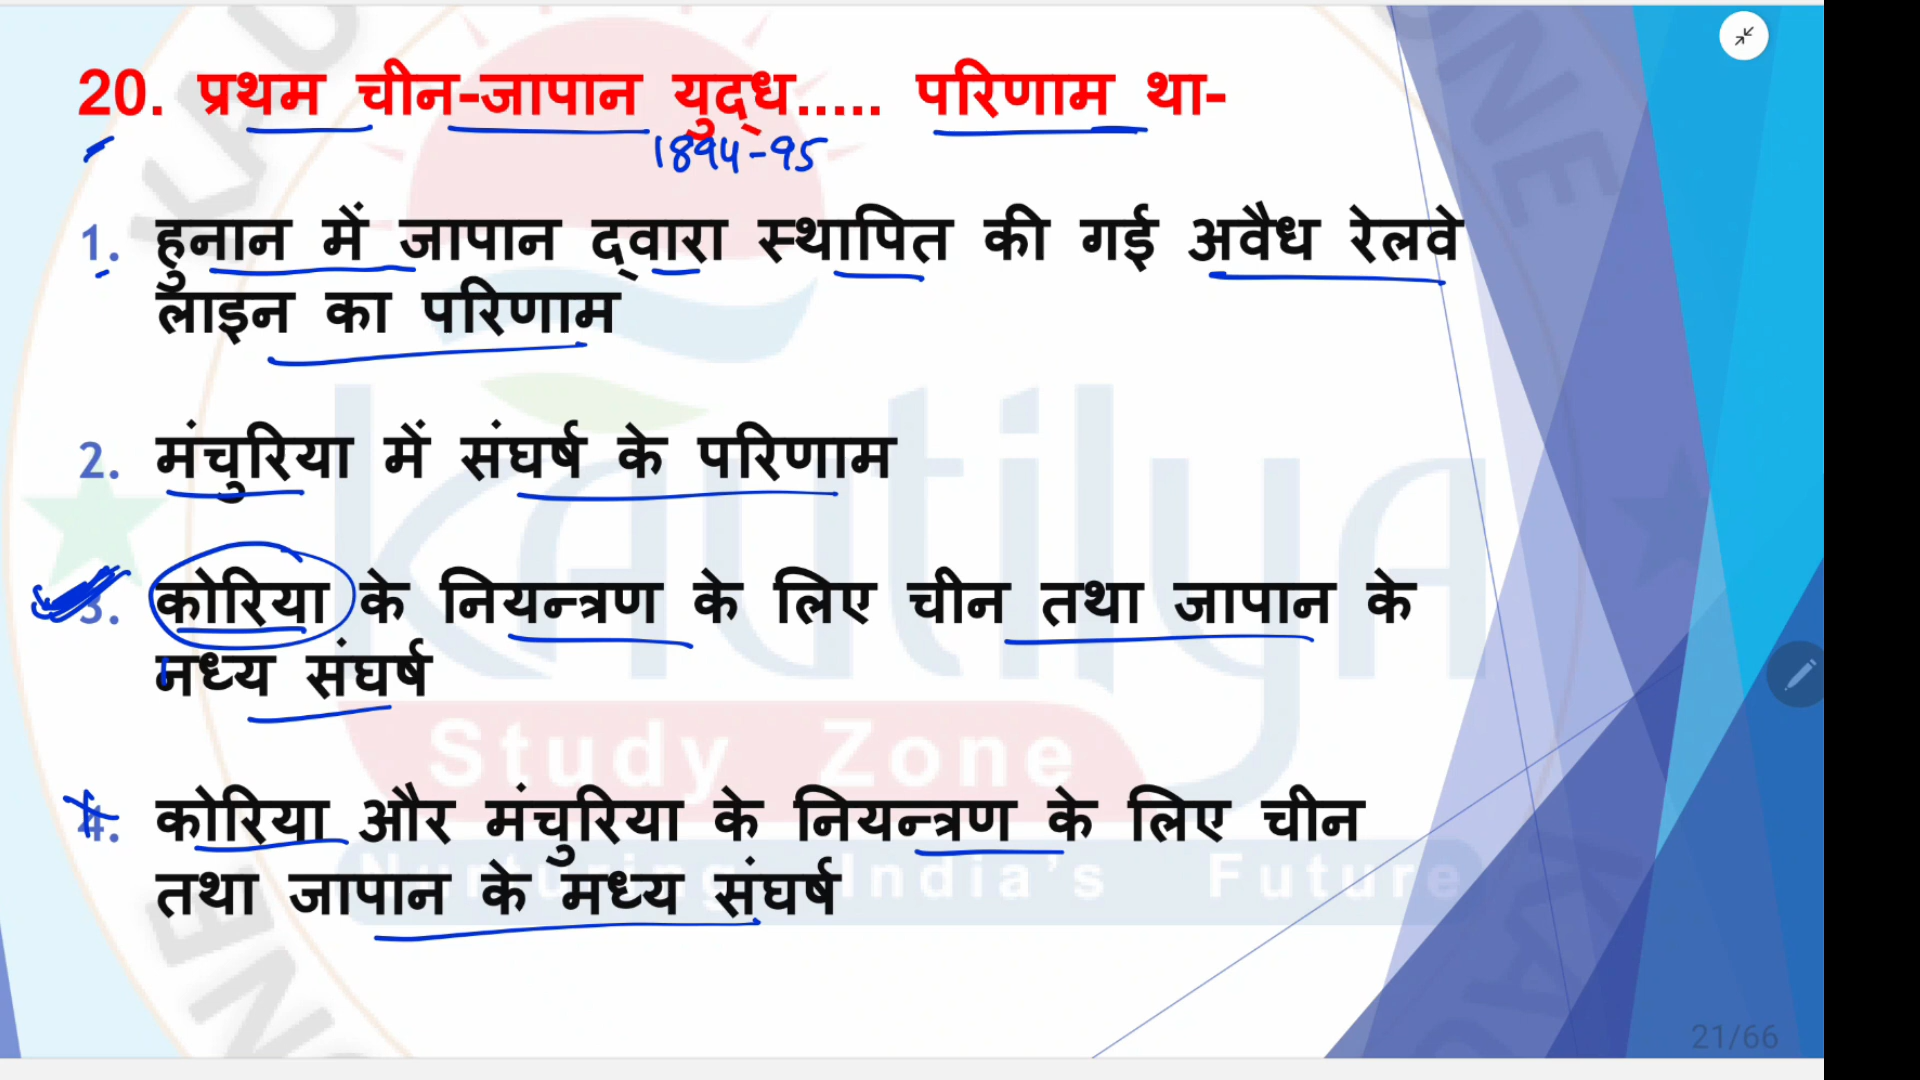 20. प्रथम चीन-जापान युद्ध..... परिणाम था-
1894-95
1. हुनान में जापान द्वारा स्थापित की गई अवैध रेलवे
लाइन का परिणाम
2. मंचुरिया में संघर्ष के परिणाम
3. कोरिया के नियन्त्रण के लिए चीन तथा जापान के
मध्य संघर्ष
4. कोरिया और मंचुरिया के नियन्त्रण के लिए चीन
तथा जापान के मध्य संघर्ष
Kautilya
Study Zone
Nurturing India's Future
21/66